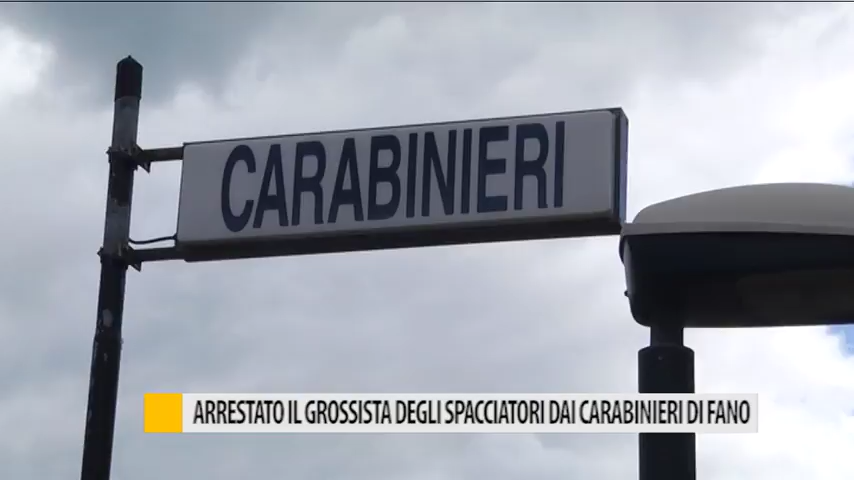 CARABINIERI
ARRESTATO IL GROSSISTA DEGLI SPACCIATORI DAI CARABINIERI DI FANO